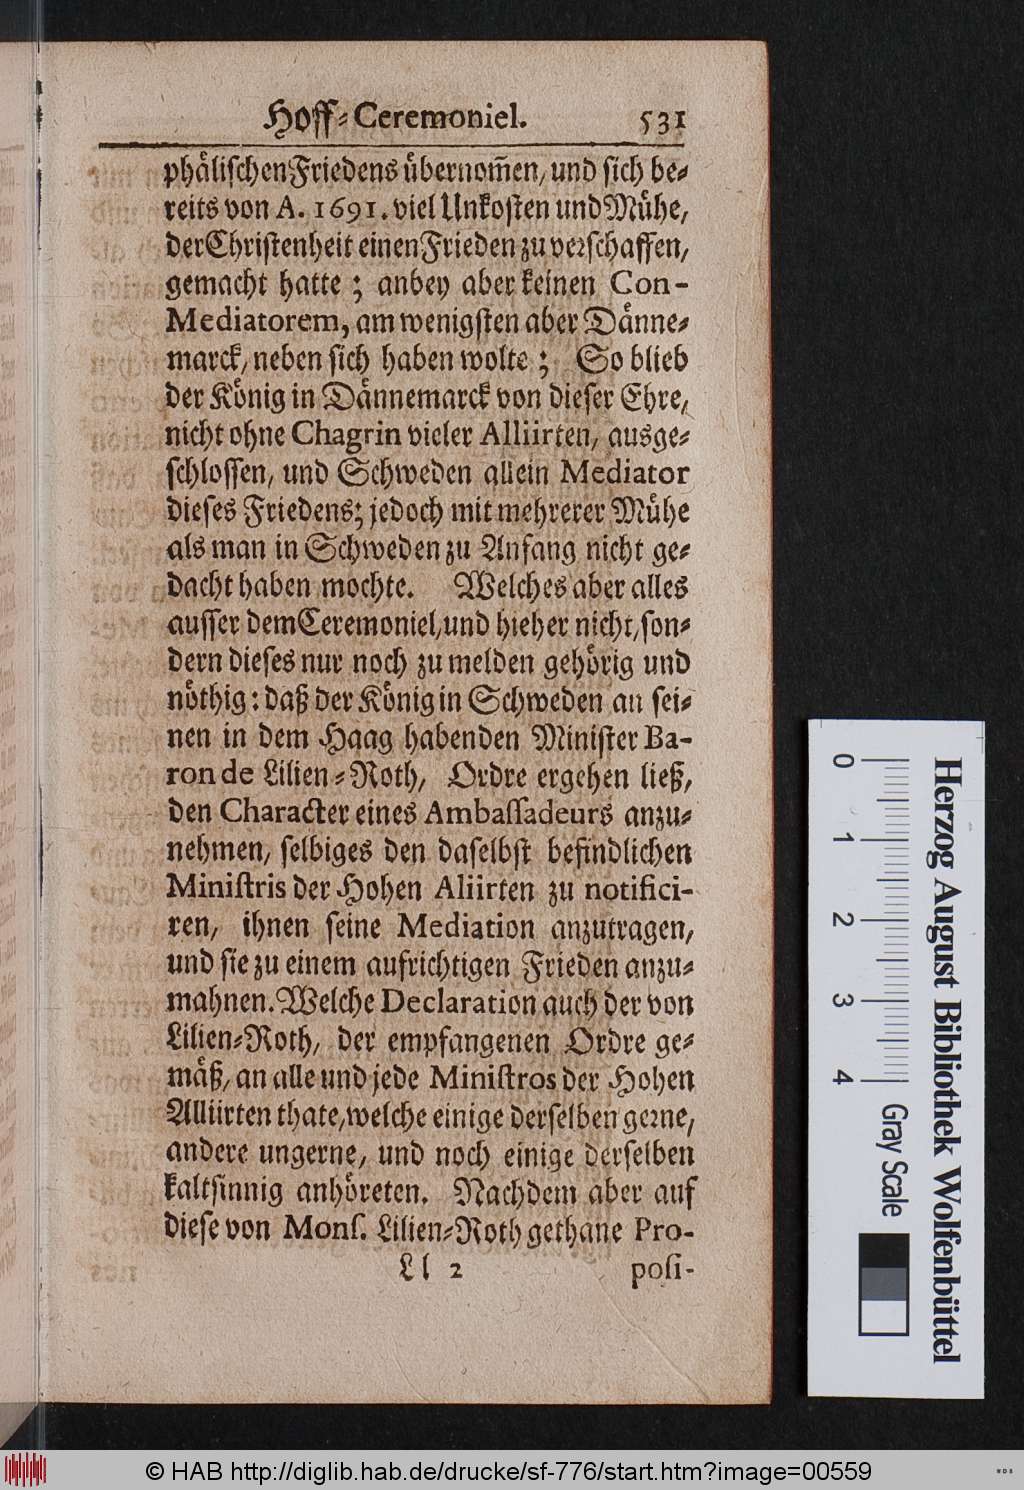 Hoff-Ceremoniel. 531
phåliſchen Friedens übernom̃en, und ſich be-
reits von A. 1691. viel Unkoſten und Mühe,
der Chriſtenheit einen Frieden zu verſchaffen,
gemacht hatte ; anbey aber keinen Con-
Mediatorem, am wenigſten aber Dånne-
marck, neben ſich haben wolte ; So blieb
der König in Dånnemarck von dieſer Ehre,
nicht ohne Chagrin vieler Alliirten, ausge-
ſchloſſen, und Schweden allein Mediator
dieſes Friedens; jedoch mit mehrerer Mühe
als man in Schweden zu Anfang nicht ge-
dacht haben mochte. Welches aber alles
auſſer dem Ceremoniel, und hieher nicht, ſon-
dern dieſes nur noch zu melden gehörig und
nöthig: daß der König in Schweden an ſei-
nen in dem Haag habenden Miniſter Ba-
ron de Lilien-Roth, Ordre ergehen ließ,
den Character eines Ambaſſadeurs anzu-
nehmen, ſelbiges den daſelbſt befindlichen
Miniſtris der Hohen Aliirten zu notifici-
ren, ihnen ſeine Mediation anzutragen,
und ſie zu einem aufrichtigen Frieden anzu-
mahnen. Welche Declaration auch der von
Lilien-Roth, der empfangenen Ordre ge-
måß, an alle und jede Miniſtros der Hohen
Alliirten thate, welche einige derſelben gerne,
andere ungerne, und noch einige derſelben
kaltſinnig anhöreten. Nachdem aber auf
dieſe von Monſ. Lilien-Roth gethane Pro-
Ll 2 poſi-
Herzog August Bibliothek Wolfenbüttel
0 1 2 3 4 Gray Scale
© HAB http://diglib.hab.de/drucke/sf-776/start.htm?image=00559